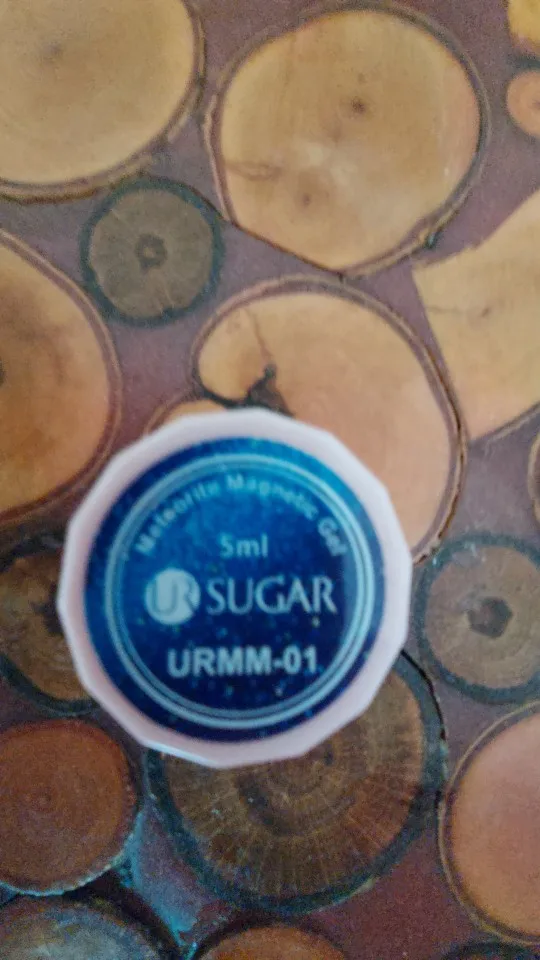 Meteorite Magnetic Gel
5ml
UR SUGAR
URMM-01